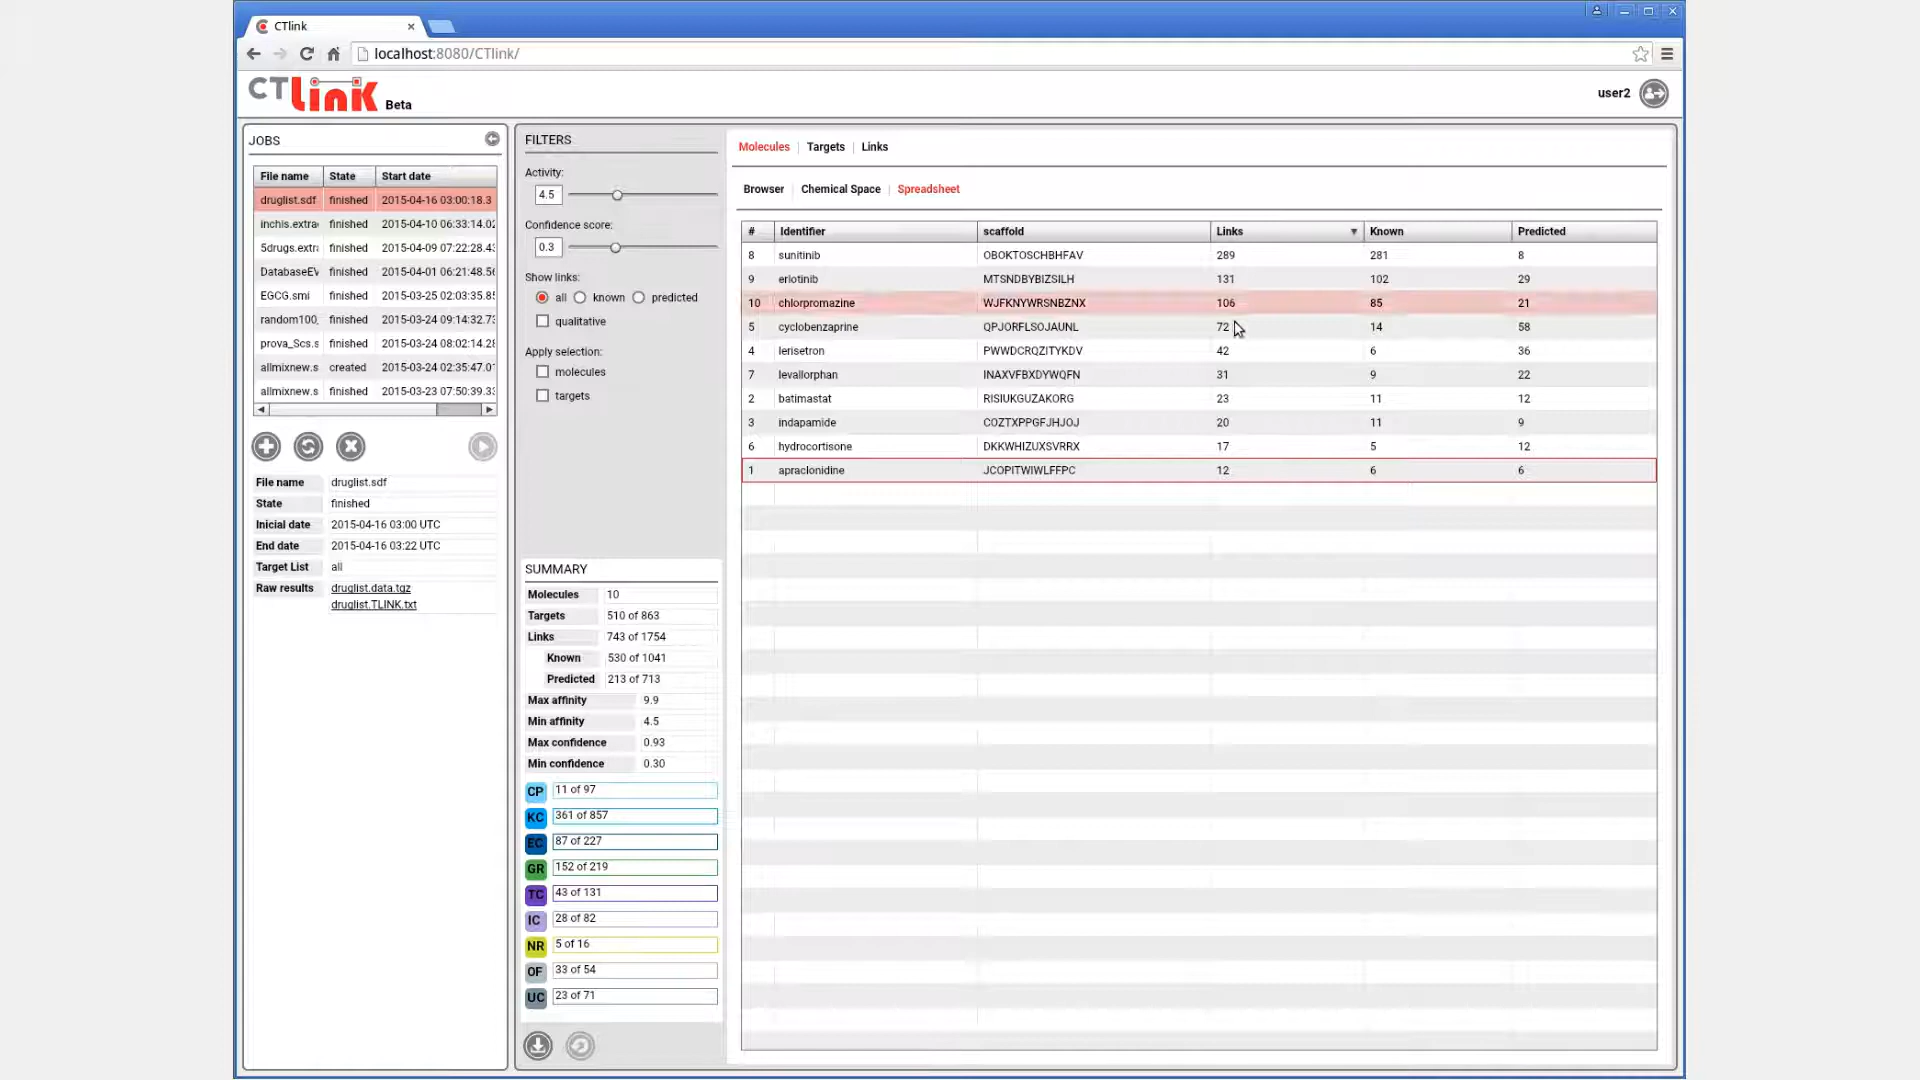 CTlink
localhost:8080/CTlink/
CTLink Beta
user2
JOBS
File name State Start date
druglist.sdf finished 2015-04-16 03:00:18.3
inchis.extra finished 2015-04-10 06:33:14.02
5drugs.extra finished 2015-04-09 07:22:28.43
DatabaseEV finished 2015-04-01 06:21:48.56
EGCG.smi finished 2015-03-25 02:03:35.85
random100_ finished 2015-03-24 09:14:32.73
prova_Scs.s finished 2015-03-24 08:02:14.28
allmixnew.s created 2015-03-24 02:35:47.01
allmixnew.s finished 2015-03-23 07:50:39.33
File name druglist.sdf
State finished
Inicial date 2015-04-16 03:00 UTC
End date 2015-04-16 03:22 UTC
Target List all
Raw results druglist.data.tgz
druglist.TLINK.txt
FILTERS
Activity:
4.5
Confidence score:
0.3
Show links:
all known predicted
qualitative
Apply selection:
molecules
targets
SUMMARY
Molecules 10
Targets 510 of 863
Links 743 of 1754
Known 530 of 1041
Predicted 213 of 713
Max affinity 9.9
Min affinity 4.5
Max confidence 0.93
Min confidence 0.30
CP 11 of 97
KC 361 of 857
EC 87 of 227
GR 152 of 219
TC 43 of 131
IC 28 of 82
NR 5 of 16
OF 33 of 54
UC 23 of 71
Molecules Targets Links
Browser Chemical Space Spreadsheet
# Identifier scaffold Links Known Predicted
8 sunitinib OBOKTOSCHBHFAV 289 281 8
9 erlotinib MTSNDBYBIZSILH 131 102 29
10 chlorpromazine WJFKNYWRSNBZNX 106 85 21
5 cyclobenzaprine QPJORFLSOJAUNL 72 14 58
4 lerisetron PWWDCRQZITYKDV 42 6 36
7 levallorphan INAXVFBXDYWQFN 31 9 22
2 batimastat RISIUKGUZAKORG 23 11 12
3 indapamide COZTXPPGFJHJOJ 20 11 9
6 hydrocortisone DKKWHIZUXSVRRX 17 5 12
1 apraclonidine JCOPITWIWLFFPC 12 6 6